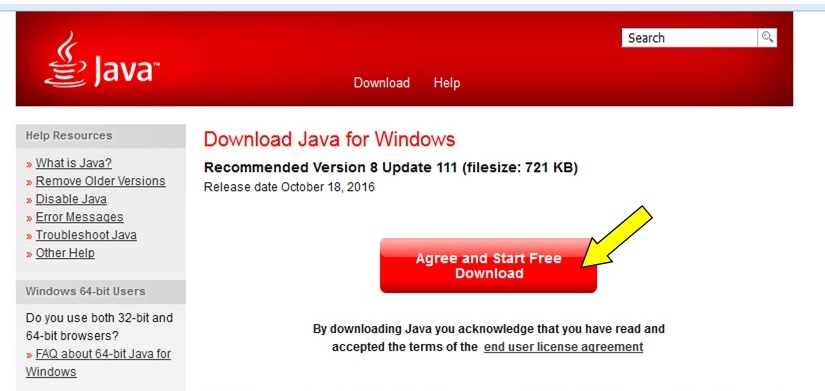 Java™
Search
Download Help
Help Resources
» What is Java?
» Remove Older Versions
» Disable Java
» Error Messages
» Troubleshoot Java
» Other Help
Windows 64-bit Users
Do you use both 32-bit and
64-bit browsers?
» FAQ about 64-bit Java for
Windows
Download Java for Windows
Recommended Version 8 Update 111 (filesize: 721 KB)
Release date October 18, 2016
Agree and Start Free
Download
By downloading Java you acknowledge that you have read and
accepted the terms of the end user license agreement